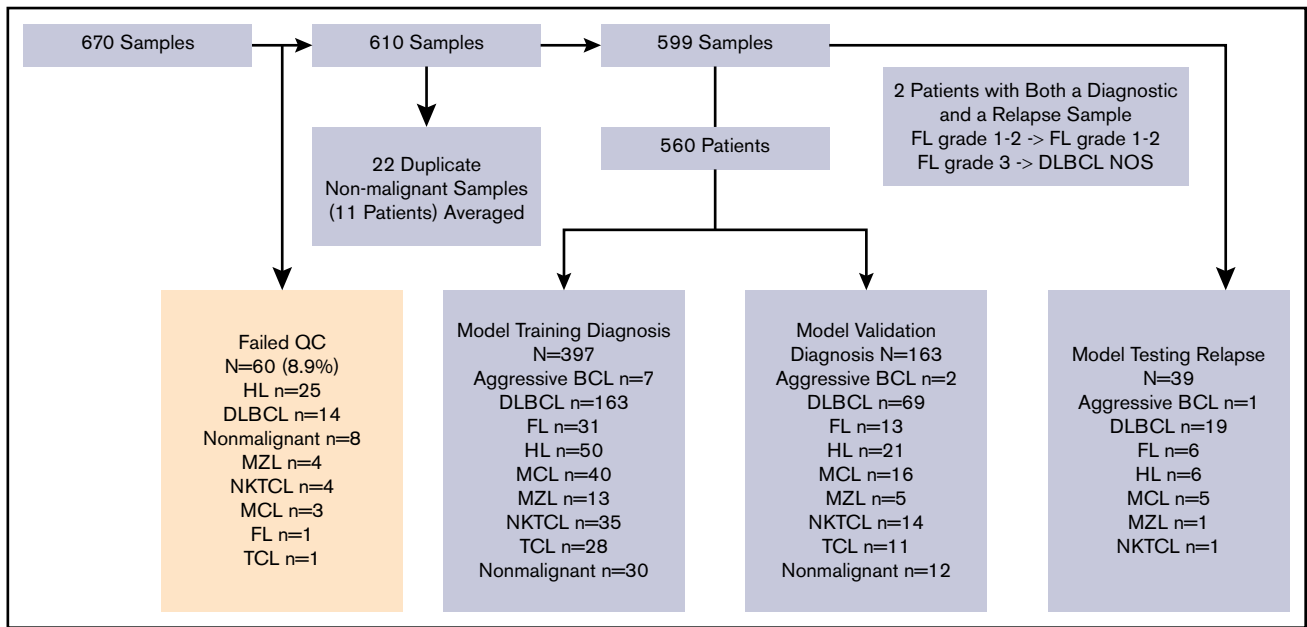 670 Samples
610 Samples
599 Samples
2 Patients with Both a Diagnostic
and a Relapse Sample
FL grade 1-2 -> FL grade 1-2
FL grade 3 -> DLBCL NOS
22 Duplicate
Non-malignant Samples
(11 Patients) Averaged
560 Patients
Failed QC
N=60 (8.9%)
HL n=25
DLBCL n=14
Nonmalignant n=8
MZL n=4
NKTCL n=4
MCL n=3
FL n=1
TCL n=1
Model Training Diagnosis
N=397
Aggressive BCL n=7
DLBCL n=163
FL n=31
HL n=50
MCL n=40
MZL n=13
NKTCL n=35
TCL n=28
Nonmalignant n=30
Model Validation
Diagnosis N=163
Aggressive BCL n=2
DLBCL n=69
FL n=13
HL n=21
MCL n=16
MZL n=5
NKTCL n=14
TCL n=11
Nonmalignant n=12
Model Testing Relapse
N=39
Aggressive BCL n=1
DLBCL n=19
FL n=6
HL n=6
MCL n=5
MZL n=1
NKTCL n=1